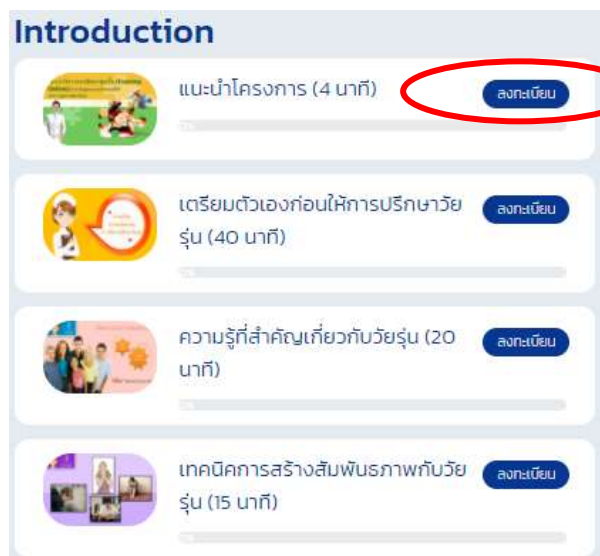 Introduction
แนะนำโครงการ (4 นาที)
ลงทะเบียน
เตรียมตัวเองก่อนให้การปรึกษาวัย
รุ่น (40 นาที)
ลงทะเบียน
ความรู้ที่สำคัญเกี่ยวกับวัยรุ่น (20
นาที)
ลงทะเบียน
เทคนิคการสร้างสัมพันธภาพกับวัย
รุ่น (15 นาที)
ลงทะเบียน